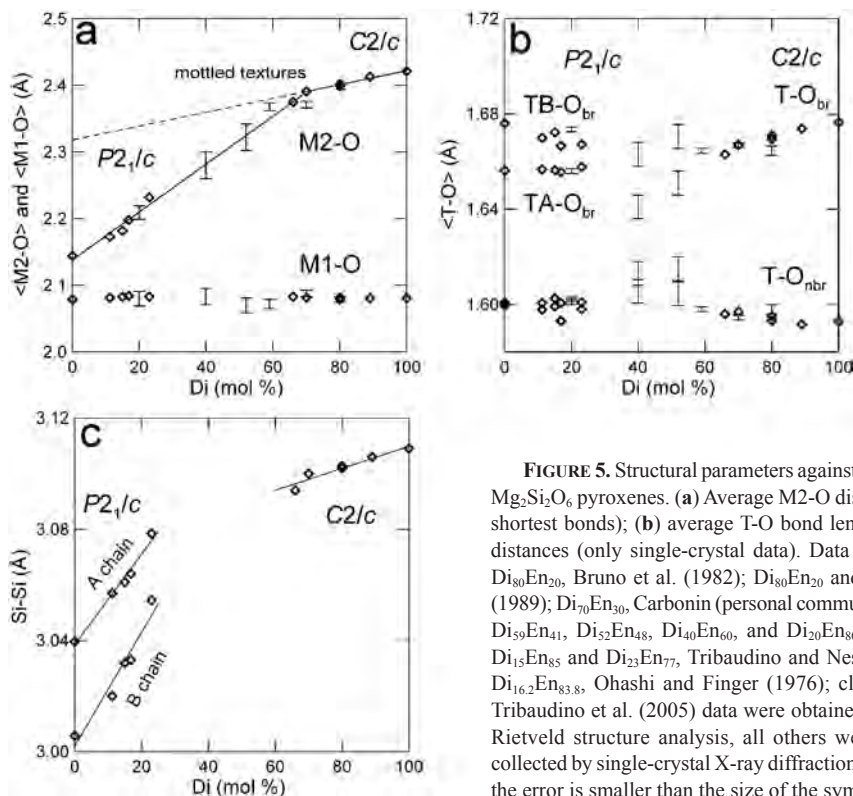 a
2.5
2.4
2.3
2.2
2.1
2.0
<M2-O> and <M1-O> (Å)
mottled textures
C2/c
P2₁/c
M2-O
M1-O
0 20 40 60 80 100
Di (mol %)
b
1.72
1.68
1.64
1.60
<T-O> (Å)
P2₁/c
C2/c
TB-Obr
T-Obr
TA-Obr
T-Onbr
0 20 40 60 80 100
Di (mol %)
c
3.12
3.08
3.04
3.00
Si-Si (Å)
P2₁/c
C2/c
A chain
B chain
0 20 40 60 80 100
Di (mol %)
FIGURE 5. Structural parameters against
Mg₂Si₂O₆ pyroxenes. (a) Average M2-O dis
shortest bonds); (b) average T-O bond len
distances (only single-crystal data). Data
Di₈₀En₂₀, Bruno et al. (1982); Di₈₀En₂₀ and
(1989); Di₇₀En₃₀, Carbonin (personal commu
Di₅₉En₄₁, Di₅₂En₄₈, Di₄₀En₆₀, and Di₂₀En₈₀
Di₁₅En₈₅ and Di₂₃En₇₇, Tribaudino and Nes
Di₁₆.₂En₈₃.₈, Ohashi and Finger (1976); cl
Tribaudino et al. (2005) data were obtaine
Rietveld structure analysis, all others we
collected by single-crystal X-ray diffraction
the error is smaller than the size of the sym